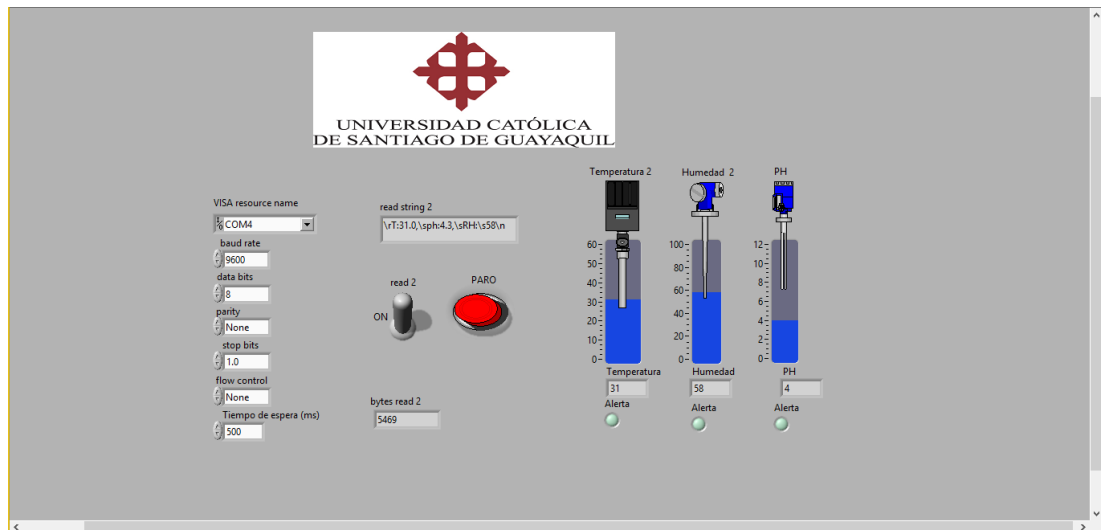 UNIVERSIDAD CATÓLICA
DE SANTIAGO DE GUAYAQUIL
VISA resource name
COM4
baud rate
9600
data bits
8
parity
None
stop bits
1.0
flow control
None
Tiempo de espera (ms)
500
read string 2
\rT:31.0,\sph:4.3,\sRH:\s58\n
read 2
ON
PARO
bytes read 2
5469
Temperatura 2
60
50
40
30
20
10
0
Temperatura
31
Alerta
Humedad 2
100
80
60
40
20
0
Humedad
58
Alerta
PH
12
10
8
6
4
2
0
PH
4
Alerta